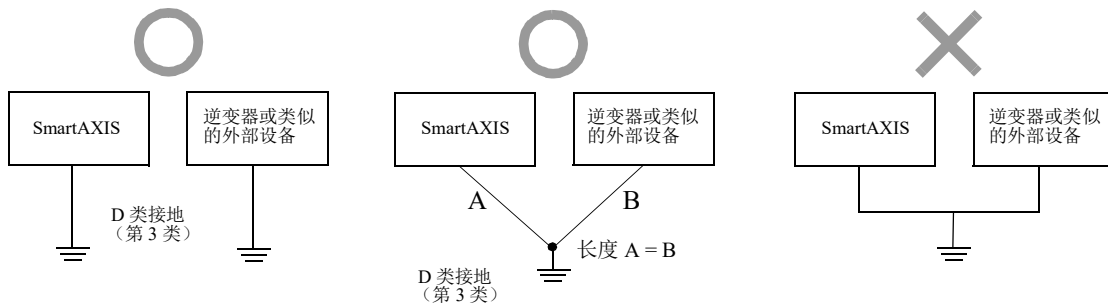 SmartAXIS
逆变器或类似
的外部设备
D 类接地
（第 3 类）
SmartAXIS
逆变器或类似
的外部设备
A
B
长度 A = B
D 类接地
（第 3 类）
SmartAXIS
逆变器或类似
的外部设备